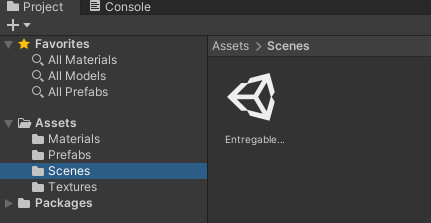 Project Console
Favorites
All Materials
All Models
All Prefabs
Assets
Materials
Prefabs
Scenes
Textures
Packages
Assets > Scenes
Entregable...